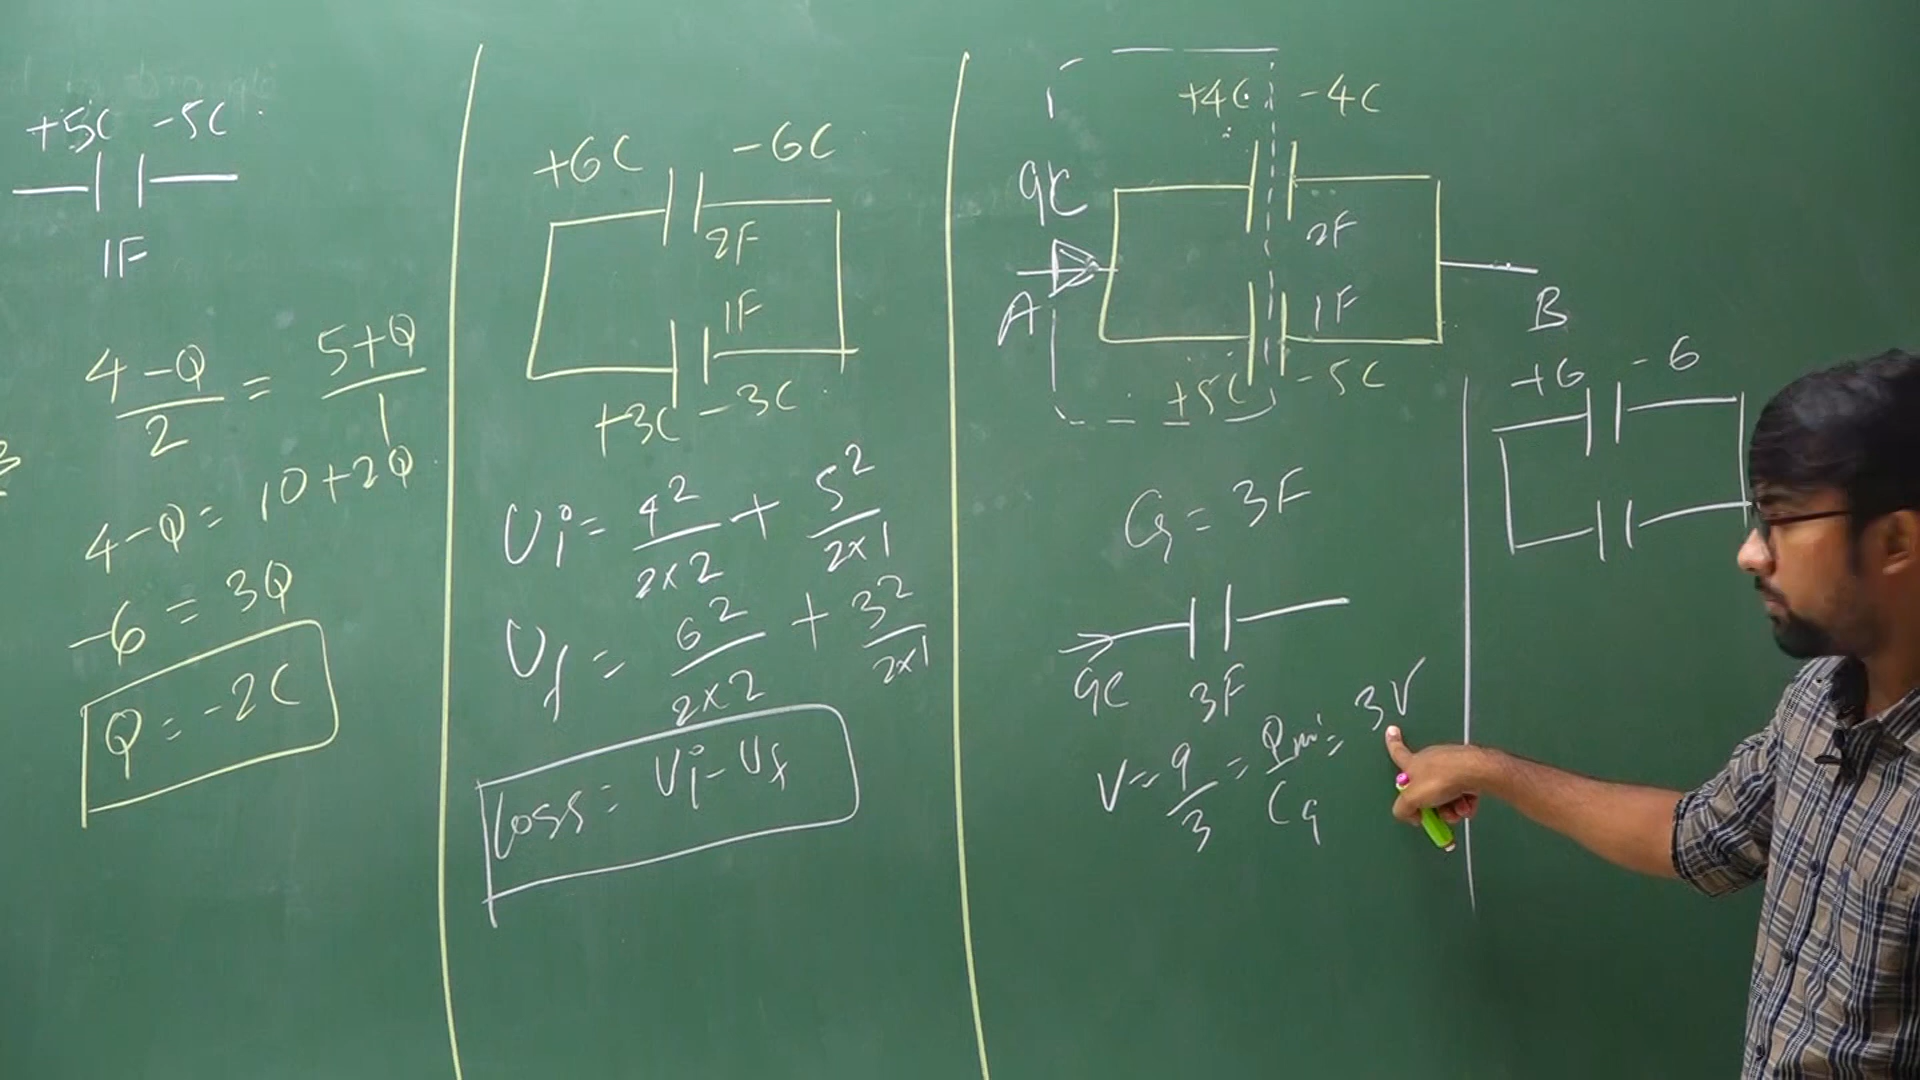 +5C -5C
1F
4-Q/2 = 5+Q/1
4-Q = 10+2Q
-6 = 3Q
Q = -2C
+6C -6C
2F
1F
+3C -3C
Ui = 4²/2×2 + 5²/2×1
Uf = 6²/2×2 + 3²/2×1
Loss = Ui - Uf
+4C -4C
9C
2F
A
1F
B
+5C -5C
Cq = 3F
9C 3F
V = 9/3 = Qnet/Cq = 3V
+6 -6